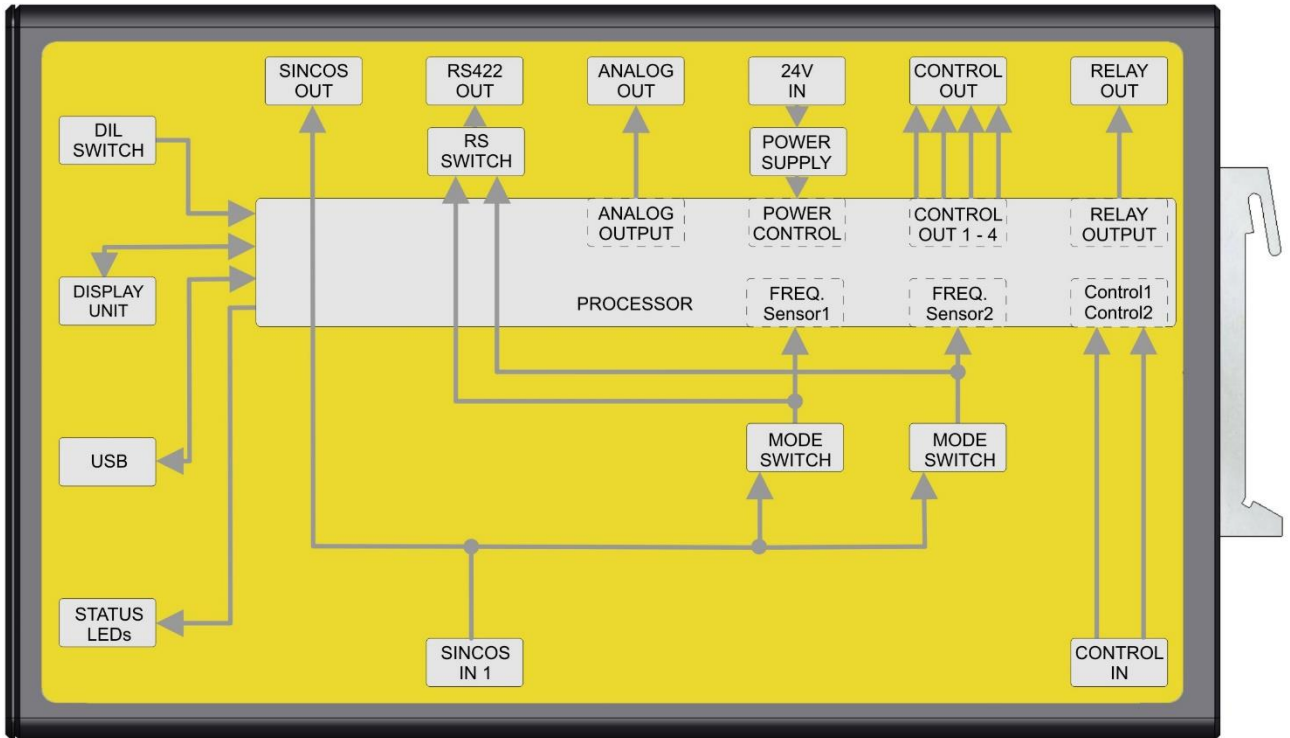 SINCOS
OUT
RS422
OUT
ANALOG
OUT
24V
IN
CONTROL
OUT
RELAY
OUT
DIL
SWITCH
RS
SWITCH
POWER
SUPPLY
ANALOG
OUTPUT
POWER
CONTROL
CONTROL
OUT 1 - 4
RELAY
OUTPUT
DISPLAY
UNIT
PROCESSOR
FREQ.
Sensor1
FREQ.
Sensor2
Control1
Control2
USB
MODE
SWITCH
MODE
SWITCH
STATUS
LEDs
SINCOS
IN 1
CONTROL
IN